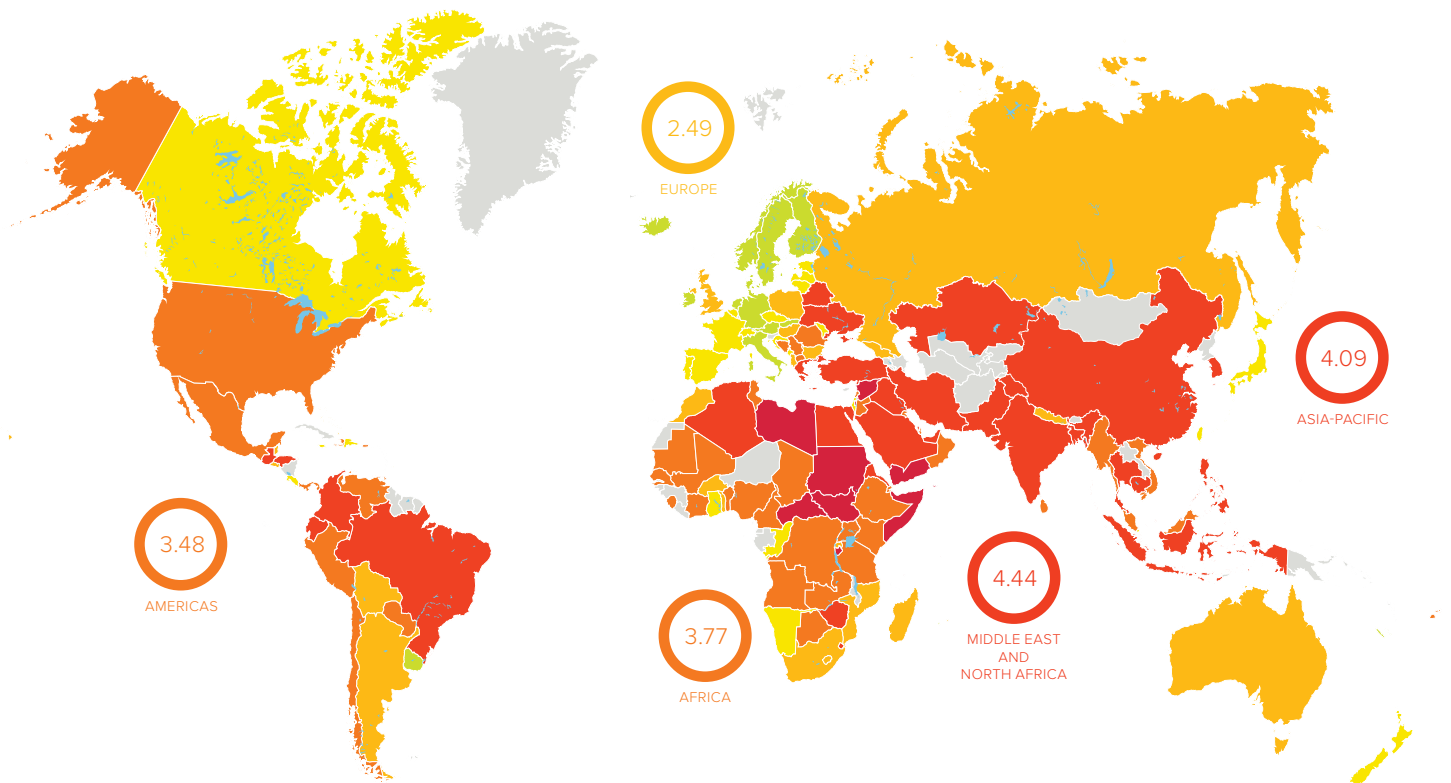 2.49
EUROPE
4.09
ASIA-PACIFIC
3.48
AMERICAS
4.44
MIDDLE EAST
AND
NORTH AFRICA
3.77
AFRICA